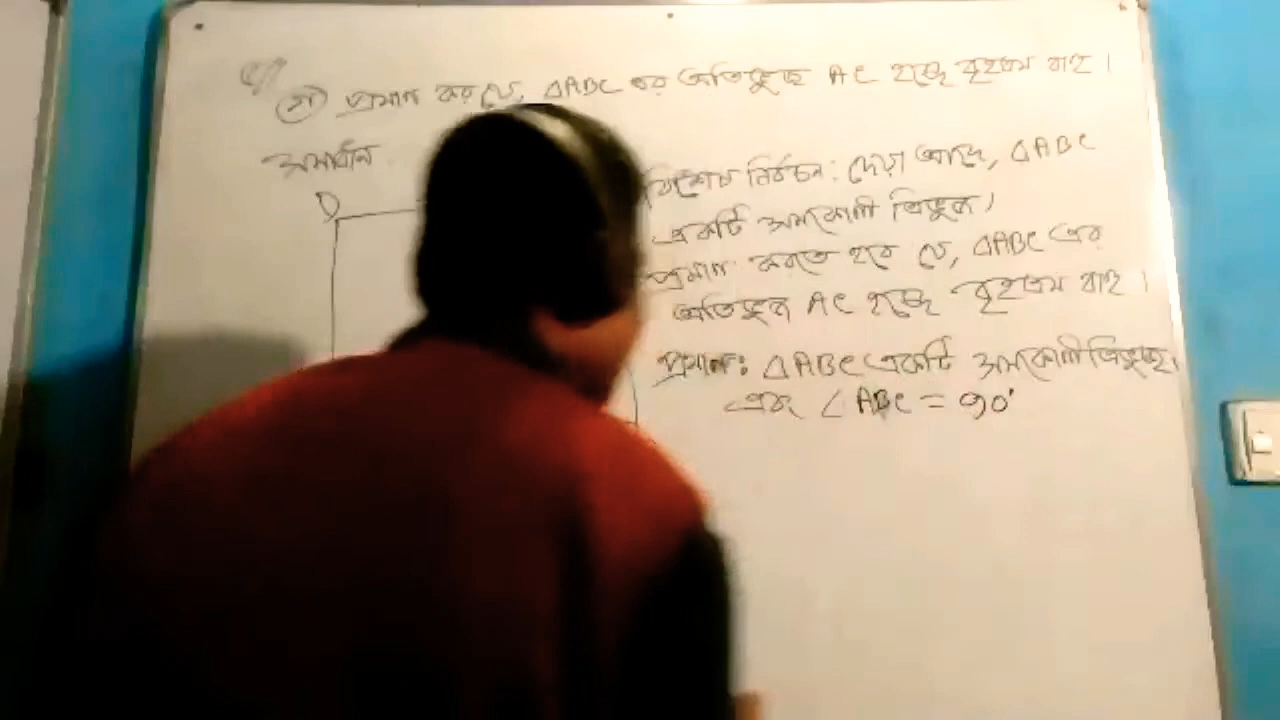 গ) প্রমাণ কর যে, ΔABC এর অতিভুজ AC হচ্ছে বৃহত্তম বাহু।
সমাধান
D
বিশেষ নির্বচন: দেয়া আছে, ΔABC
একটি সমকোণী ত্রিভুজ।
প্রমাণ করতে হবে যে, ΔABC এর
অতিভুজ AC হচ্ছে বৃহত্তম বাহু।
প্রমাণ: ΔABC একটি সমকোণী ত্রিভুজ।
এবং ∠ABC = 90°